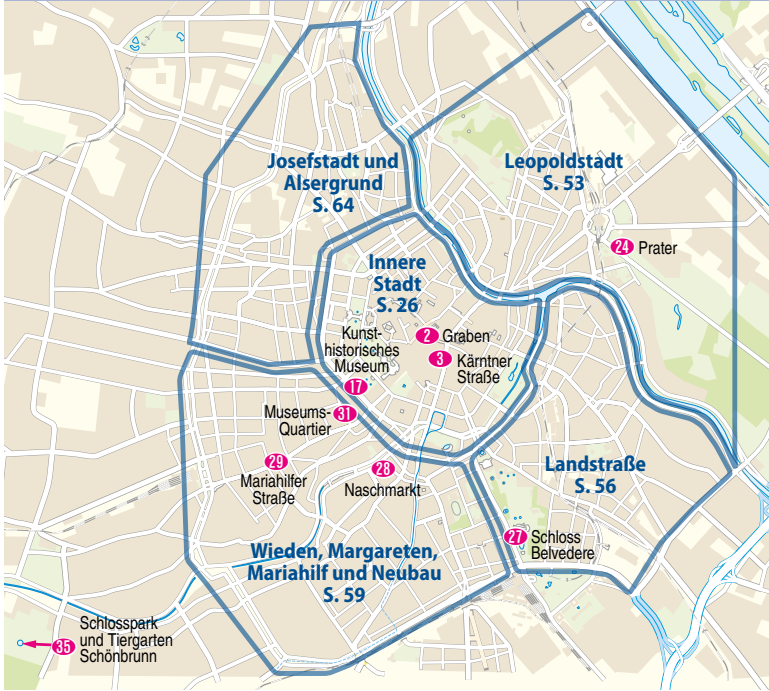 Josefstadt und
Alsergrund
S. 64
Leopoldstadt
S. 53
24 Prater
Innere
Stadt
S. 26
2 Graben
3 Kärntner
Straße
Kunst-
historisches
Museum
17
Museums-
Quartier
31
29
Mariahilfer
Straße
28
Naschmarkt
Landstraße
S. 56
27 Schloss
Belvedere
Wieden, Margareten,
Mariahilf und Neubau
S. 59
35 Schlosspark
und Tiergarten
Schönbrunn